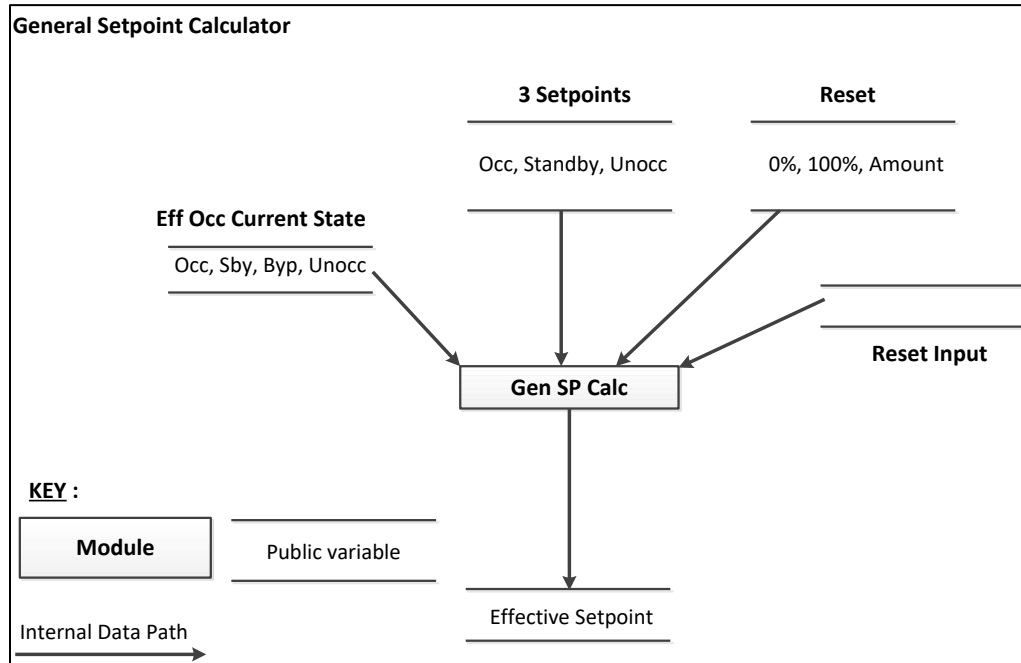 General Setpoint Calculator
3 Setpoints
Reset
Occ, Standby, Unocc
0%, 100%, Amount
Eff Occ Current State
Occ, Sby, Byp, Unocc
Reset Input
Gen SP Calc
KEY :
Module
Public variable
Effective Setpoint
Internal Data Path